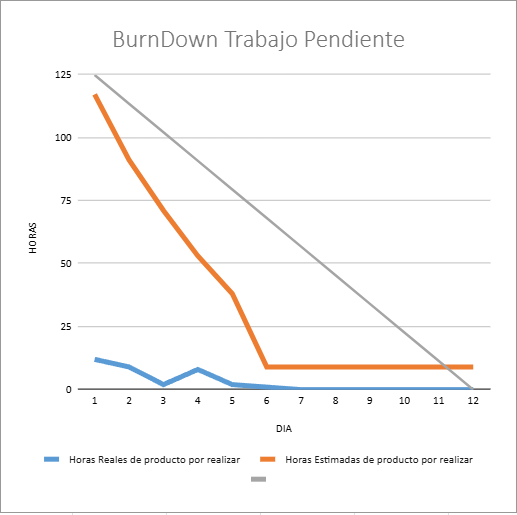 BurnDown Trabajo Pendiente
125
100
75
50
25
0
HORAS
1 2 3 4 5 6 7 8 9 10 11 12
DIA
Horas Reales de producto por realizar Horas Estimadas de producto por realizar